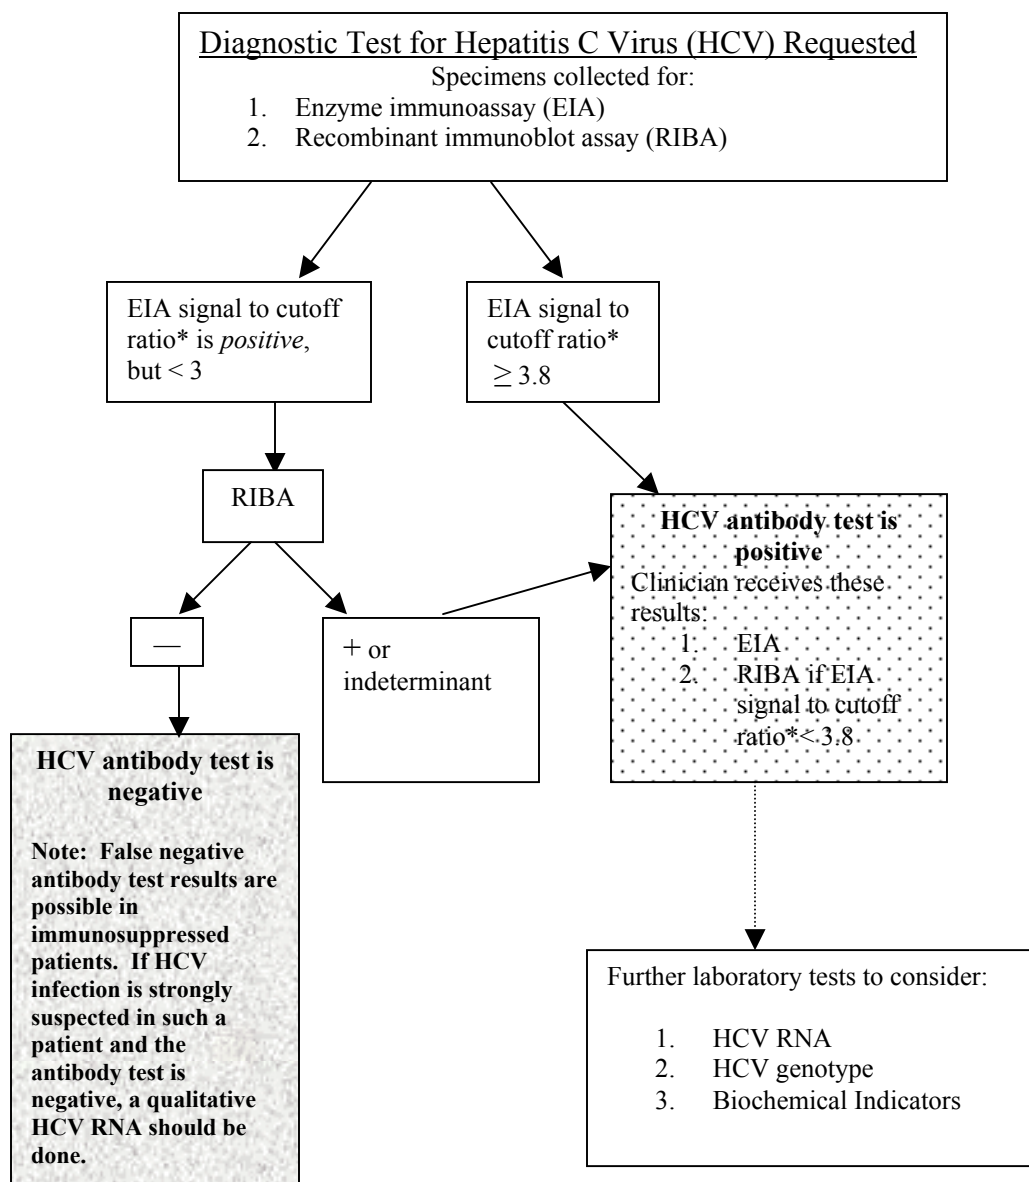 Diagnostic Test for Hepatitis C Virus (HCV) Requested
Specimens collected for:
1. Enzyme immunoassay (EIA)
2. Recombinant immunoblot assay (RIBA)
EIA signal to cutoff
ratio* is positive,
but < 3
EIA signal to
cutoff ratio*
≥ 3.8
RIBA
—
+ or
indeterminant
HCV antibody test is
positive
Clinician receives these
results:
1. EIA
2. RIBA if EIA
signal to cutoff
ratio*< 3.8
HCV antibody test is
negative
Note: False negative
antibody test results are
possible in
immunosuppressed
patients. If HCV
infection is strongly
suspected in such a
patient and the
antibody test is
negative, a qualitative
HCV RNA should be
done.
Further laboratory tests to consider:
1. HCV RNA
2. HCV genotype
3. Biochemical Indicators